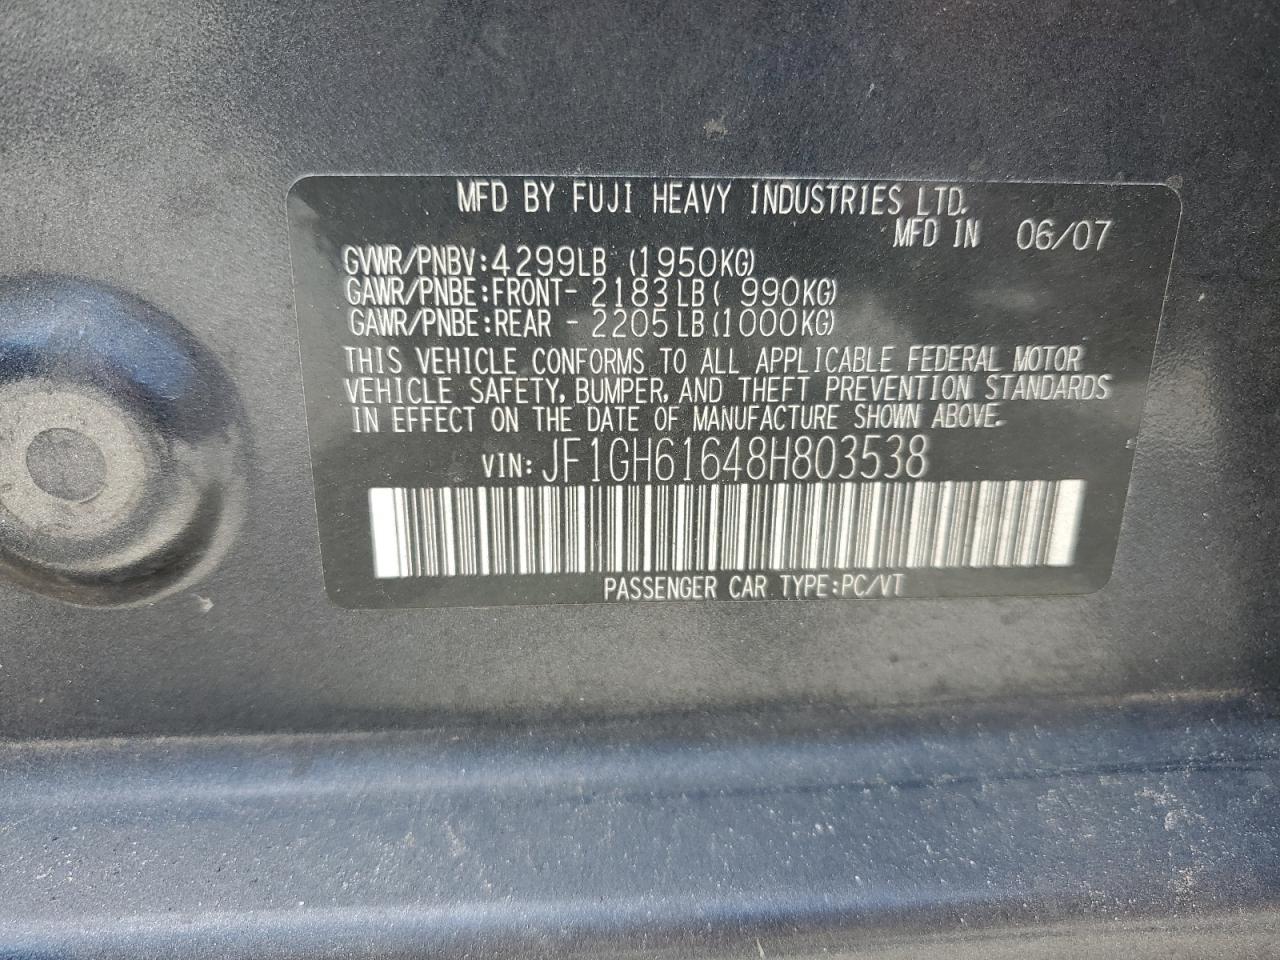 MFD BY FUJI HEAVY INDUSTRIES LTD.
MFD IN 06/07
GVWR/PNBV:4299LB (1950KG)
GAWR/PNBE:FRONT- 2183LB( 990KG)
GAWR/PNBE:REAR - 2205LB(1000KG)
THIS VEHICLE CONFORMS TO ALL APPLICABLE FEDERAL MOTOR
VEHICLE SAFETY, BUMPER, AND THEFT PREVENTION STANDARDS
IN EFFECT ON THE DATE OF MANUFACTURE SHOWN ABOVE.
VIN: JF1GH61648H803538
PASSENGER CAR TYPE:PC/VT